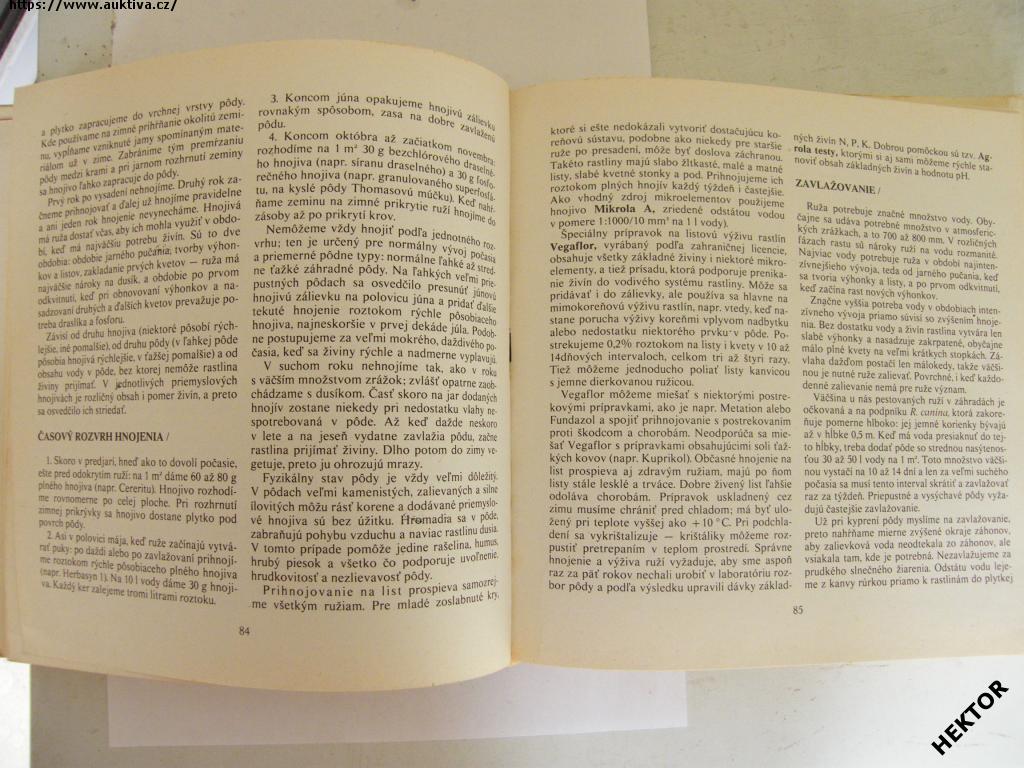 https://www.auktiva.cz/
a plytko zapracujeme do vrchnej vrstvy pôdy.
Kde používame na zimné prihŕňanie okolitú zemi-
nu, vyplňame vzniknuté jamy spomínaným mate-
riálom už v zime. Zabránime tým premŕzaniu
pôdy medzi krami a pri jarnom rozhrnutí zeminy
sa hnojivo ľahko zapracuje do pôdy.
Prvý rok po vysadení nehnojíme. Druhý rok za-
čneme prihnojovať a ďalej už hnojíme pravidelne
a ani jeden rok hnojenie nevynecháme. Hnojivá
má ruža dostať včas, aby ich mohla využiť v obdo-
bí, keď má najväčšiu potrebu živín. Sú to dve
obdobia: obdobie jarného pučania, tvorby výhon-
kov a listov, zakladanie prvých kvetov — ruža má
najväčšie nároky na dusík, a obdobie po prvom
odkvitnutí, keď pri obnovovaní výhonkov a na-
sadzovaní druhých a ďalších kvetov prevažuje po-
treba draslíka a fosforu.
Závisí od druhu hnojiva (niektoré pôsobí rých-
lejšie, iné pomalšie), od druhu pôdy (v ľahkej pôde
pôsobia hnojivá rýchlejšie, v ťažšej pomalšie) a od
obsahu vody v pôde, bez ktorej nemôže rastlina
živiny prijímať. V jednotlivých priemyslových
hnojivách je rozličný obsah i pomer živín, a preto
sa osvedčilo ich striedať.
ČASOVÝ ROZVRH HNOJENIA /
1. Skoro v predjarí, hneď ako to dovolí počasie,
ešte pred odokrytím ruží: na 1 m² dáme 60 až 80 g
plného hnojiva (napr. Cereritu). Hnojivo rozhodí-
me rovnomerne po celej ploche. Pri rozhrnutí
zimnej prikrývky sa hnojivo dostane plytko pod
povrch pôdy.
2. Asi v polovici mája, keď ruže začínajú vytvá-
rať puky: po daždi alebo po zavlažovaní prihnojí-
me roztokom rýchle pôsobiaceho plného hnojiva
(napr. Herbasyn 1). Na 10 l vody dáme 30 g hnoji-
va. Každý ker zalejeme tromi litrami roztoku.
3. Koncom júna opakujeme hnojivú zálievku
rovnakým spôsobom, zasa na dobre zavlaženú
pôdu.
4. Koncom októbra až začiatkom novembra:
rozhodíme na 1 m² 30 g bezchlórového draselné-
ho hnojiva (napr. síranu draselného) a 30 g fosfo-
rečného hnojiva (napr. granulovaného superfosfá-
tu, na kyslé pôdy Thomasovú múčku). Keď nahŕ-
ňame zeminu na zimné prikrytie ruží hnojíme do
zásoby až po prikrytí krov.
Nemôžeme vždy hnojiť podľa jednotného roz-
vrhu; ten je určený pre normálny vývoj počasia
a priemerné pôdne typy: normálne ľahké až stred-
ne ťažké záhradné pôdy. Na ľahkých veľmi prie-
pustných pôdach sa osvedčilo presunúť júnovú
hnojivú zálievku na polovicu júna a pridať ďalšie
tekuté hnojenie roztokom rýchle pôsobiaceho
hnojiva, najneskoršie v prvej dekáde júla. Podob-
ne postupujeme za veľmi mokrého, daždivého po-
časia, keď sa živiny rýchle a nadmerne vyplavujú.
V suchom roku nehnojíme tak, ako v roku
s väčším množstvom zrážok; zvlášť opatrne zaob-
chádzame s dusíkom. Časť skoro na jar dodaných
hnojív zostane niekedy pri nedostatku vlahy ne-
spotrebovaná v pôde. Až keď dažde neskoro
v lete a na jeseň vydatne zavlažia pôdu, začne
rastlina prijímať živiny. Dlho potom do zimy ve-
getuje, preto ju ohrozujú mrazy.
Fyzikálny stav pôdy je vždy veľmi dôležitý.
V pôdach veľmi kamenistých, zalievaných a silne
ílovitých môžu rásť korene a dodávané priemyslo-
vé hnojivá sú bez úžitku. Hromadia sa v pôde,
zabraňujú pohybu vzduchu a naviac rastlinu dusia.
V tomto prípade pomôže jedine rašelina, humus,
hrubý piesok a všetko čo podporuje uvoľnenie,
hrudkovitosť a nezlievavosť pôdy.
Prihnojovanie na list prospieva samozrej-
me všetkým ružiam. Pre mladé zoslabnuté kry,
84
ktoré si ešte nedokázali vytvoriť dostačujúcu ko-
reňovú sústavu, podobne ako niekedy pre staršie
ruže po presadení, môže byť doslova záchranou.
Takéto rastliny majú slabo žltkasté, malé a matné
listy, slabé kvetné stonky a pod. Prihnojujeme ich
roztokom plných hnojív každý týždeň i častejšie.
Ako vhodný zdroj mikroelementov použijeme
hnojivo Mikrola A, zriedené odstátou vodou
v pomere 1:1000/10 mm³ na 1 l vody).
Špeciálny prípravok na listovú výživu rastlín
Vegaflor, vyrábaný podľa zahraničnej licencie,
obsahuje všetky základné živiny i niektoré mikro-
elementy, a tiež prísadu, ktorá podporuje prenika-
nie živín do vodivého systému rastliny. Môže sa
pridávať i do zálievky, ale používa sa hlavne na
mimokoreňovú výživu rastlín, napr. vtedy, keď na-
stane porucha výživy koreňmi vplyvom nadbytku
alebo nedostatku niektorého prvku v pôde. Po-
strekujeme 0,2% roztokom na listy i kvety v 10 až
14dňových intervaloch, celkom tri až štyri razy.
Tiež môžeme jednoducho poliať listy kanvicou
s jemne dierkovanou ružicou.
Vegaflor môžeme miešať s niektorými postre-
kovými prípravkami, ako je napr. Metation alebo
Fundazol a spojiť prihnojovanie s postrekovaním
proti škodcom a chorobám. Neodporúča sa mie-
šať Vegaflor s prípravkami obsahujúcimi soli ťaž-
kých kovov (napr. Kuprikol). Občasné hnojenie na
list prospieva aj zdravým ružiam, majú po ňom
listy stále lesklé a trváce. Dobre živený list ľahšie
odoláva chorobám. Prípravok uskladnený cez
zimu musíme chrániť pred chladom; má byť ulo-
žený pri teplote vyššej ako +10 °C. Pri podchla-
dení sa vykrištalizuje — krištáliky môžeme roz-
pustiť pretrepaním v teplom prostredí. Správne
hnojenie a výživa ruží vyžaduje, aby sme aspoň
raz za päť rokov nechali urobiť v laboratóriu roz-
bor pôdy a podľa výsledku upravili dávky základ-
ných živín N, P, K. Dobrou pomôckou sú tzv. Ag-
rola testy, ktorými si aj sami môžeme rýchle sta-
noviť obsah základných živín a hodnotu pH.
ZAVLAŽOVANIE /
Ruža potrebuje značné množstvo vody. Oby-
čajne sa udáva potrebné množstvo v atmosferic-
kých zrážkach, a to 700 až 800 mm. V rozličných
fázach rastu sú nároky ruží na vodu rozmanité.
Najviac vody potrebuje ruža v období najinten-
zívnejšieho vývoja, teda od jarného pučania, keď
sa tvoria výhonky a listy, a po prvom odkvitnutí,
keď začína rast nových výhonkov.
Značne vyššia potreba vody v obdobiach inten-
zívneho vývoja priamo súvisí so zvýšením hnoje-
nia. Bez dostatku vody a živín rastlina vytvára len
slabé výhonky a nasadzuje zakrpatené, obyčajne
málo plné kvety na veľmi krátkych stopkách. Zá-
vlaha dažďom postačí len málokedy, takže väčši-
nou je nutné ruže zalievať. Povrchné, i keď každo-
denné zalievanie nemá pre ruže význam.
Väčšina u nás pestovaných ruží v záhradách je
očkovaná a na podpníku R. canina, ktorá zakore-
ňuje pomerne hlboko: jej jemné korienky bývajú
až v hĺbke 0,5 m. Keď má voda presiaknuť do tej-
to hĺbky, treba dodať pôde so strednou nasýtenos-
ťou 30 až 50 l vody na 1 m². Toto množstvo väčši-
nou vystačí na 10 až 14 dní a len za veľmi suchého
počasia sa musí tento interval skrátiť a zavlažovať
raz za týždeň. Priepustné a vysýchavé pôdy vyža-
dujú častejšie zavlažovanie.
Už pri kyprení pôdy myslíme na zavlažovanie,
preto nahŕňame mierne zvýšené okraje záhonov,
aby zalievková voda neodtekala zo záhonov, ale
vsiakala tam, kde je potrebná. Nezavlažujeme za
prudkého slnečného žiarenia. Odstátu vodu leje-
me z kanvy rúrkou priamo k rastlinám do plytkej
85
HEKTOR